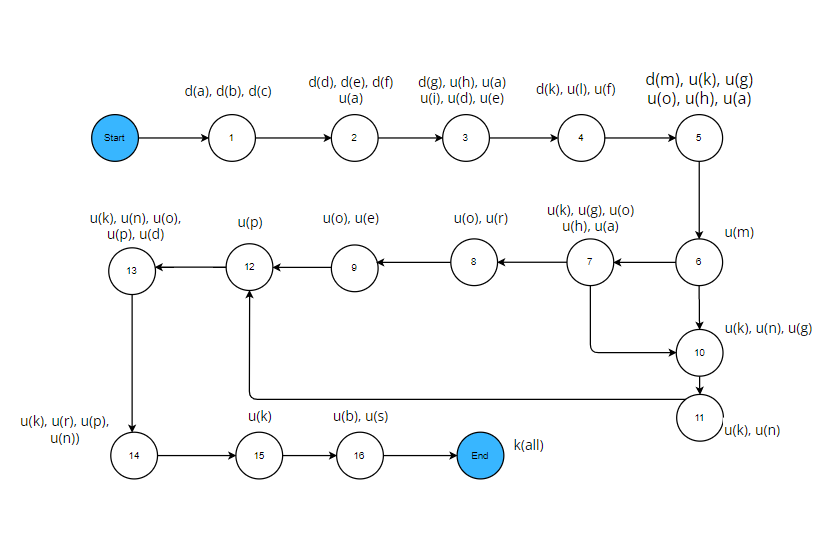 d(a), d(b), d(c)
d(d), d(e), d(f)
u(a)
d(g), u(h), u(a)
u(i), u(d), u(e)
d(k), u(l), u(f)
d(m), u(k), u(g)
u(o), u(h), u(a)
Start
1
2
3
4
5
u(k), u(n), u(o),
u(p), u(d)
u(p)
u(o), u(e)
u(o), u(r)
u(k), u(g), u(o)
u(h), u(a)
u(m)
13
12
9
8
7
6
10
u(k), u(n), u(g)
11
u(k), u(n)
u(k), u(r), u(p),
u(n))
u(k)
u(b), u(s)
14
15
16
End
k(all)